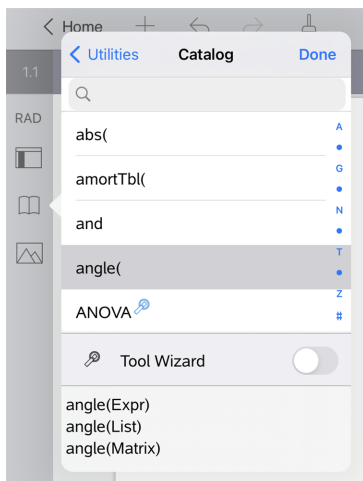 Home
1.1
Utilities Catalog Done
RAD
abs(
amortTbl(
and
angle(
ANOVA
A
G
N
T
Z
#
Tool Wizard
angle(Expr)
angle(List)
angle(Matrix)